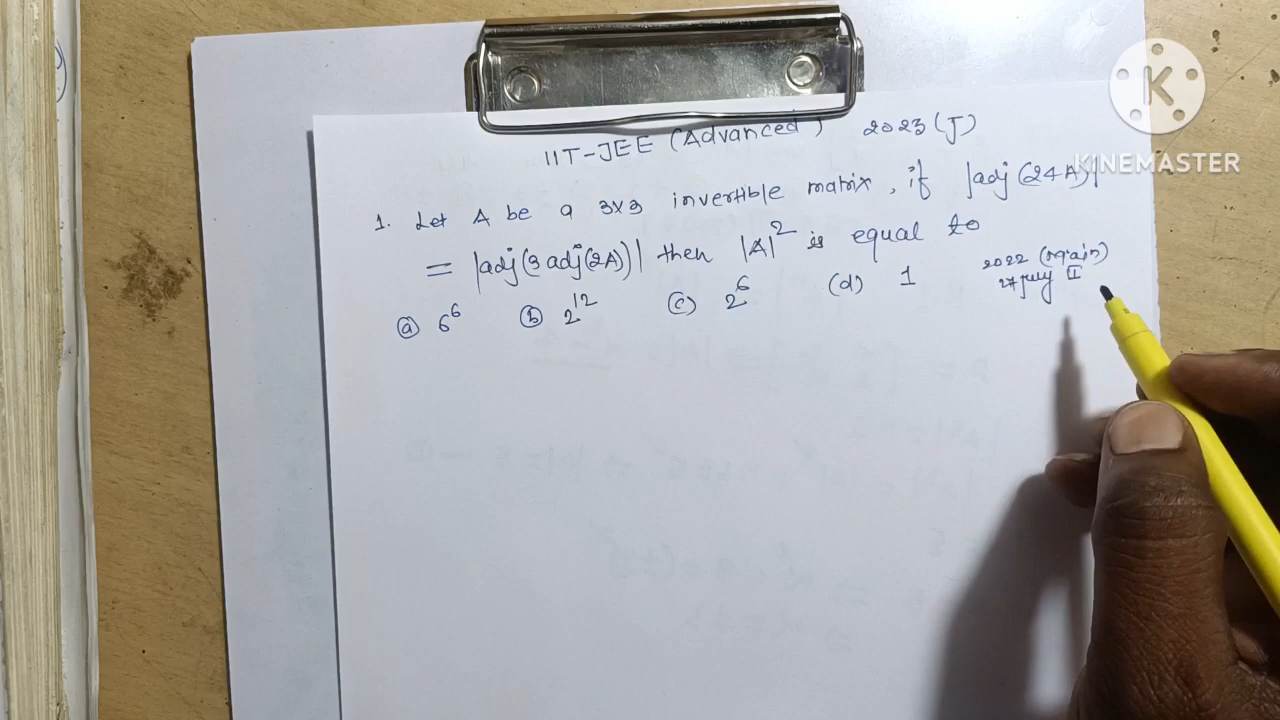 IIT-JEE (Advanced) 2023 (J)
1. Let A be a 3x3 invertible matrix, if |adj (24A)|
= |adj(3 adj(2A))| then |A|² is equal to
ⓐ 6⁶ ⓑ 2¹² ⓒ 2⁶ (d) 1
2022 (main)
27 July II
K
KINEMASTER